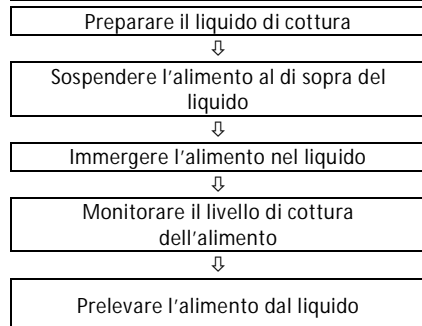 Preparare il liquido di cottura
⇩
Sospendere l'alimento al di sopra del
liquido
⇩
Immergere l'alimento nel liquido
⇩
Monitorare il livello di cottura
dell'alimento
⇩
Prelevare l'alimento dal liquido